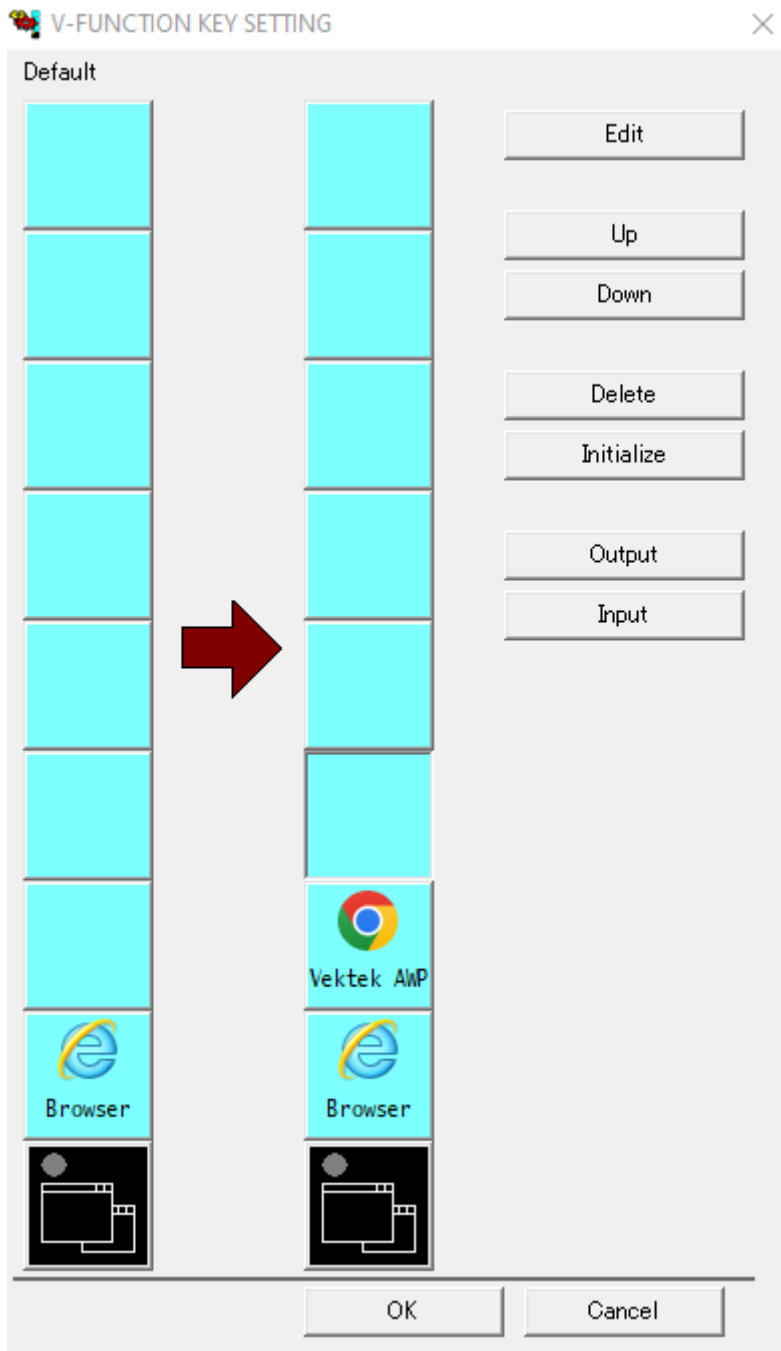 V-FUNCTION KEY SETTING
Default
Edit
Up
Down
Delete
Initialize
Output
Input
Vektek AWP
Browser
Browser
OK
Cancel